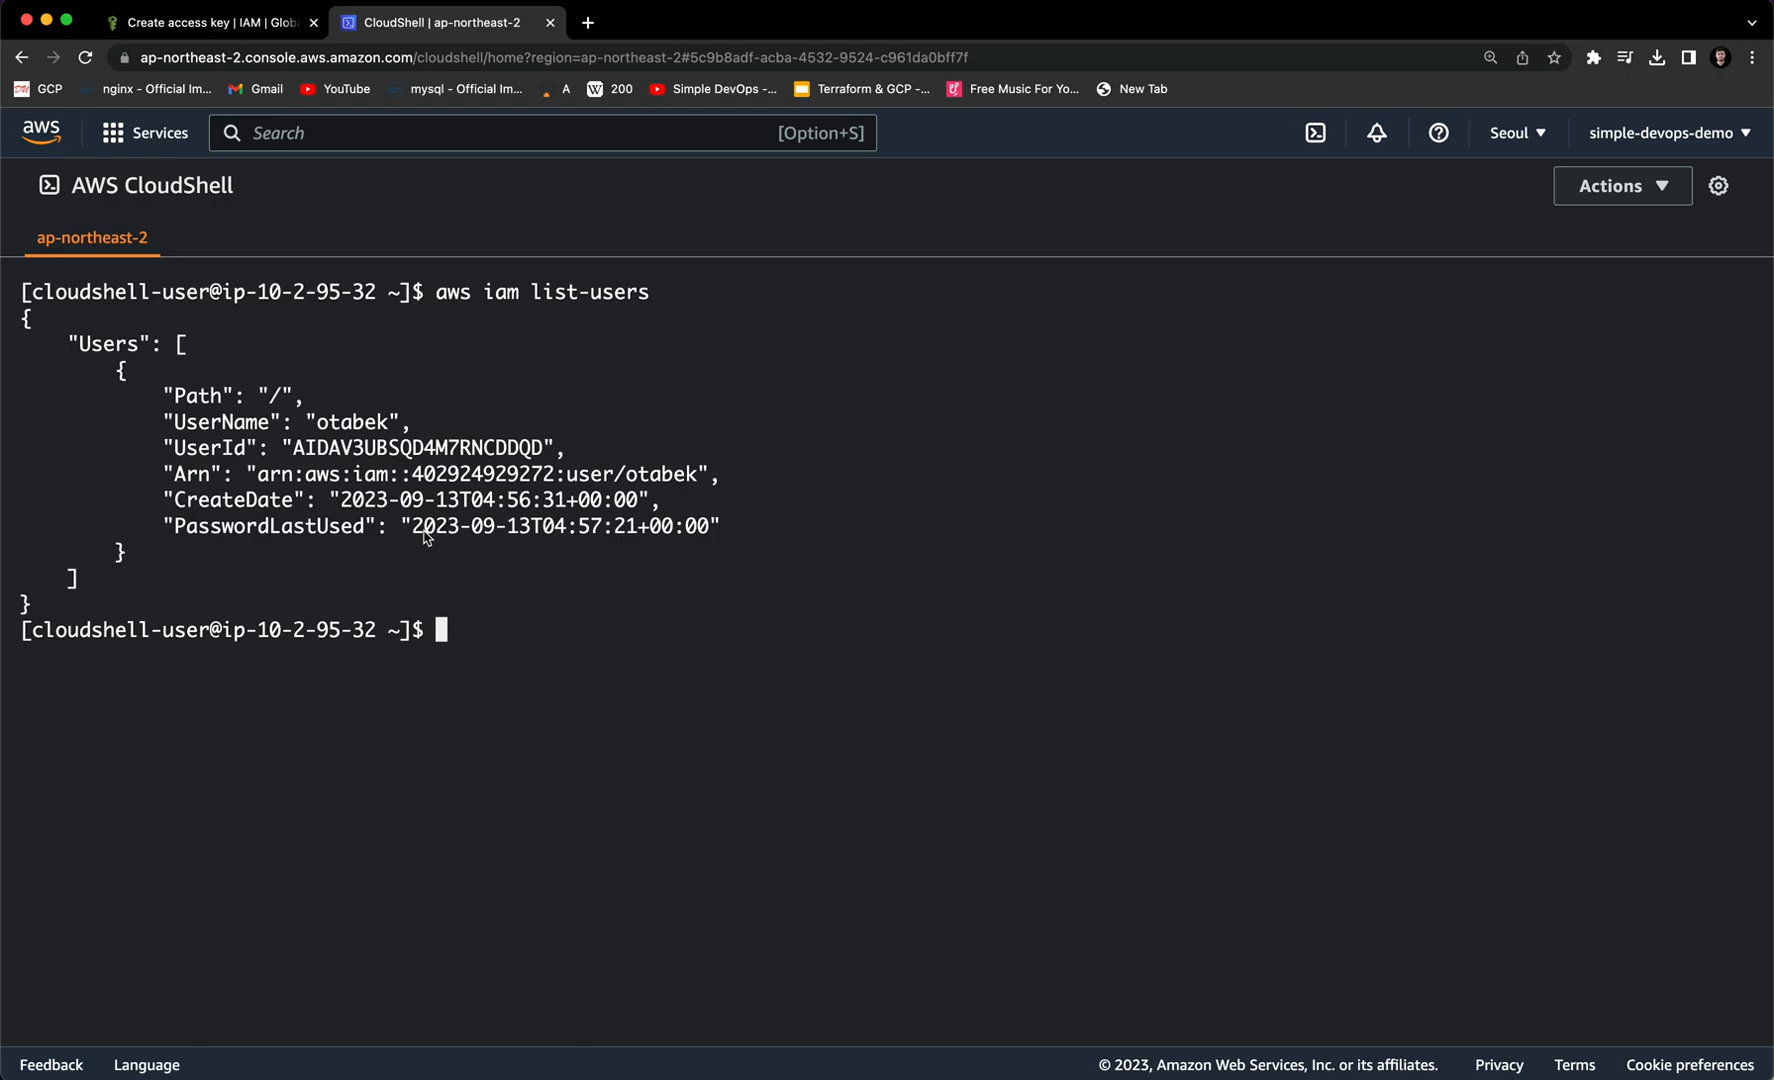 Create access key | IAM | Glob
CloudShell | ap-northeast-2
ap-northeast-2.console.aws.amazon.com/cloudshell/home?region=ap-northeast-2#5c9b8adf-acba-4532-9524-c961da0bff7f
GCP
nginx - Official Im...
Gmail
YouTube
mysql - Official Im...
A
200
Simple DevOps -...
Terraform & GCP -...
Free Music For Yo...
New Tab
aws
Services
Search
[Option+S]
Seoul
simple-devops-demo
AWS CloudShell
Actions
ap-northeast-2
[cloudshell-user@ip-10-2-95-32 ~]$ aws iam list-users
{
    "Users": [
        {
            "Path": "/",
            "UserName": "otabek",
            "UserId": "AIDAV3UBSQD4M7RNCDDQD",
            "Arn": "arn:aws:iam::402924929272:user/otabek",
            "CreateDate": "2023-09-13T04:56:31+00:00",
            "PasswordLastUsed": "2023-09-13T04:57:21+00:00"
        }
    ]
}
[cloudshell-user@ip-10-2-95-32 ~]$
Feedback
Language
© 2023, Amazon Web Services, Inc. or its affiliates.
Privacy
Terms
Cookie preferences